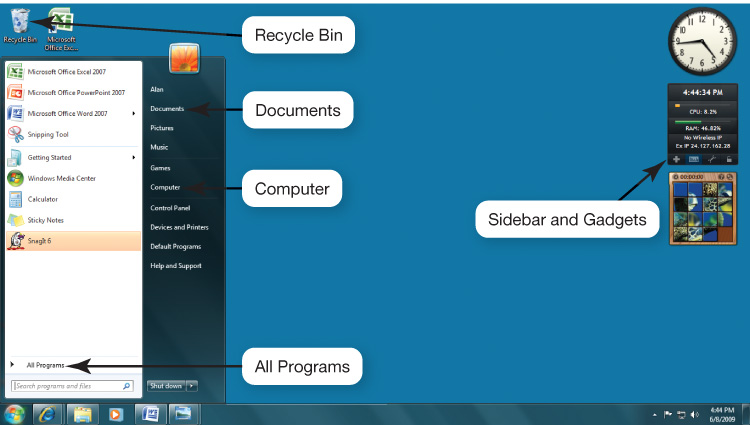 Recycle Bin
Microsoft
Office Exc...
Recycle Bin
Microsoft Office Excel 2007
Microsoft Office PowerPoint 2007
Microsoft Office Word 2007
Snipping Tool
Getting Started
Windows Media Center
Calculator
Sticky Notes
SnagIt 6
All Programs
Search programs and files
Alan
Documents
Pictures
Music
Games
Computer
Control Panel
Devices and Printers
Default Programs
Help and Support
Shut down
Documents
Computer
All Programs
Sidebar and Gadgets
4:44:34 PM
CPU: 8.2%
RAM: 46.82%
No Wireless IP
Ex IP 24.127.162.28
00:00:00
4:44 PM
6/8/2009